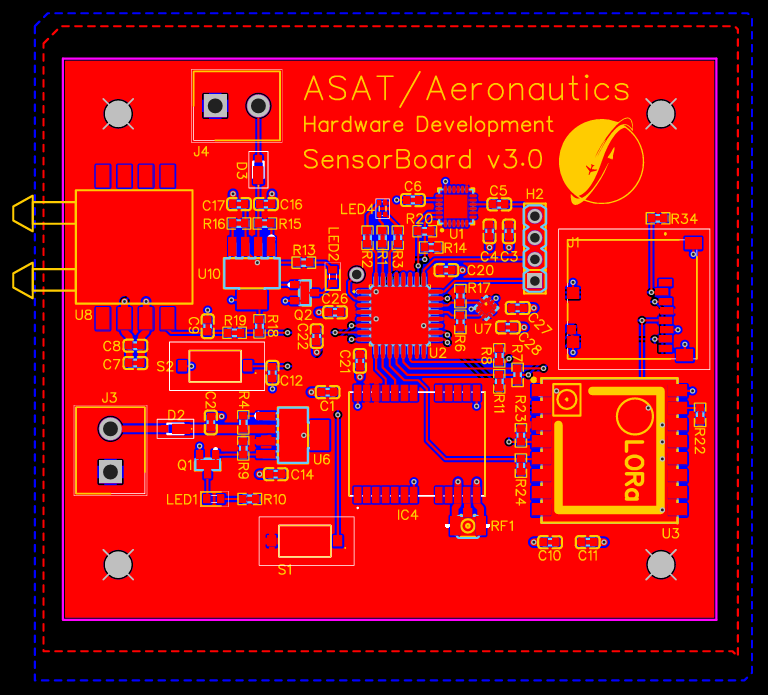 ASAT/Aeronautics
Hardware Development
SensorBoard v3.0
J4
D3
C17
C16
R16
R15
U10
R13
LED2
Q2
C26
C22
U8
C9
R19
R18
C8
C7
S2
C12
LED4
C6
R20
U1
C5
H2
R2
R1
R3
R14
C4
C3
C20
R17
U7
C27
C28
R6
U2
C21
R8
R7
R11
R34
J1
J3
D2
C2
R4
Q1
R9
U6
C14
LED1
R10
C1
S1
IC4
RF1
R23
R24
LORa
R22
U3
C10
C11